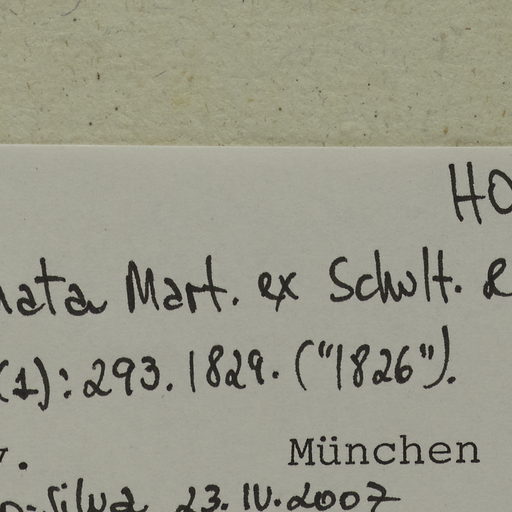 HO
nata Mart. ex Schult. &
(1): 293. 1829. ("1826").
v. München
o-Silva 23.IV.2007